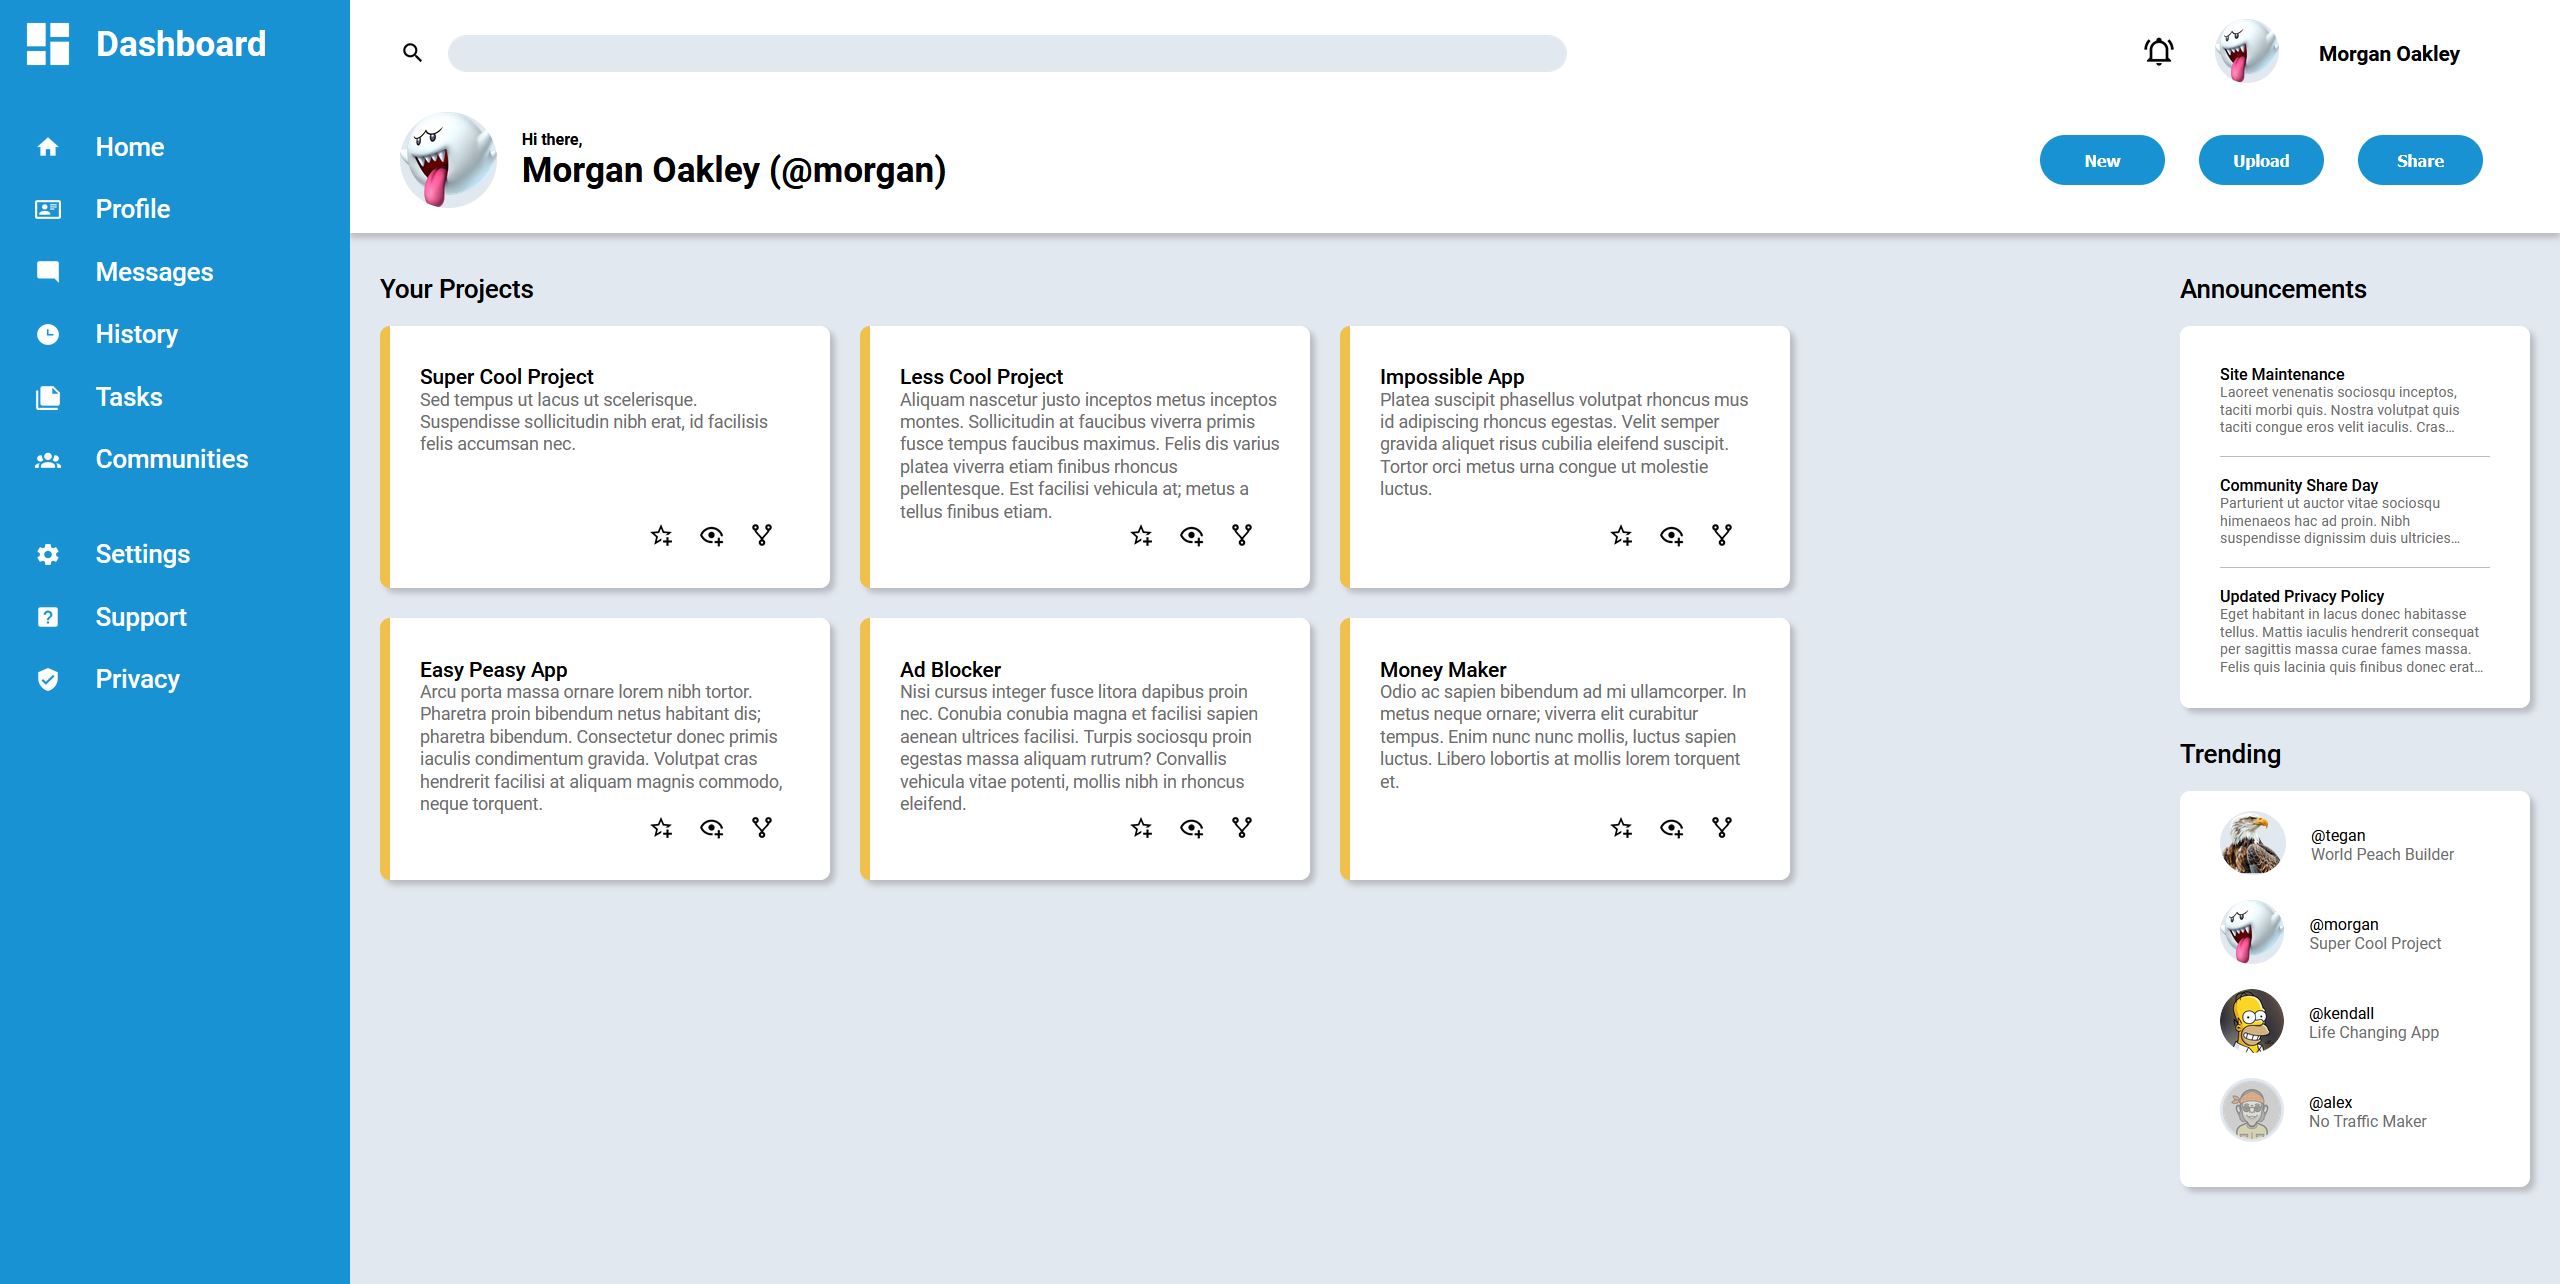 Dashboard
Home
Profile
Messages
History
Tasks
Communities
Settings
Support
Privacy
Morgan Oakley
Hi there,
Morgan Oakley (@morgan)
New
Upload
Share
Your Projects
Super Cool Project
Sed tempus ut lacus ut scelerisque.
Suspendisse sollicitudin nibh erat, id facilisis
felis accumsan nec.
Less Cool Project
Aliquam nascetur justo inceptos metus inceptos
montes. Sollicitudin at faucibus viverra primis
fusce tempus faucibus maximus. Felis dis varius
platea viverra etiam finibus rhoncus
pellentesque. Est facilisi vehicula at; metus a
tellus finibus etiam.
Impossible App
Platea suscipit phasellus volutpat rhoncus mus
id adipiscing rhoncus egestas. Velit semper
gravida aliquet risus cubilia eleifend suscipit.
Tortor orci metus urna congue ut molestie
luctus.
Easy Peasy App
Arcu porta massa ornare lorem nibh tortor.
Pharetra proin bibendum netus habitant dis;
pharetra bibendum. Consectetur donec primis
iaculis condimentum gravida. Volutpat cras
hendrerit facilisi at aliquam magnis commodo,
neque torquent.
Ad Blocker
Nisi cursus integer fusce litora dapibus proin
nec. Conubia conubia magna et facilisi sapien
aenean ultrices facilisi. Turpis sociosqu proin
egestas massa aliquam rutrum? Convallis
vehicula vitae potenti, mollis nibh in rhoncus
eleifend.
Money Maker
Odio ac sapien bibendum ad mi ullamcorper. In
metus neque ornare; viverra elit curabitur
tempus. Enim nunc nunc mollis, luctus sapien
luctus. Libero lobortis at mollis lorem torquent
et.
Announcements
Site Maintenance
Laoreet venenatis sociosqu inceptos,
taciti morbi quis. Nostra volutpat quis
taciti congue eros velit iaculis. Cras...
Community Share Day
Parturient ut auctor vitae sociosqu
himenaeos hac ad proin. Nibh
suspendisse dignissim duis ultricies...
Updated Privacy Policy
Eget habitant in lacus donec habitasse
tellus. Mattis iaculis hendrerit consequat
per sagittis massa curae fames massa.
Felis quis lacinia quis finibus donec erat...
Trending
@tegan
World Peach Builder
@morgan
Super Cool Project
@kendall
Life Changing App
@alex
No Traffic Maker